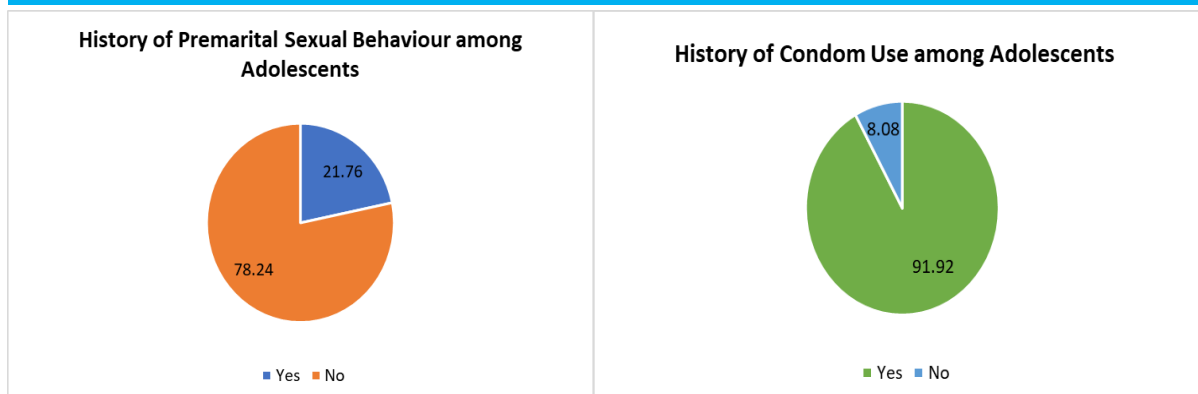 History of Premarital Sexual Behaviour among
Adolescents
21.76
78.24
Yes No
History of Condom Use among Adolescents
8.08
91.92
Yes No